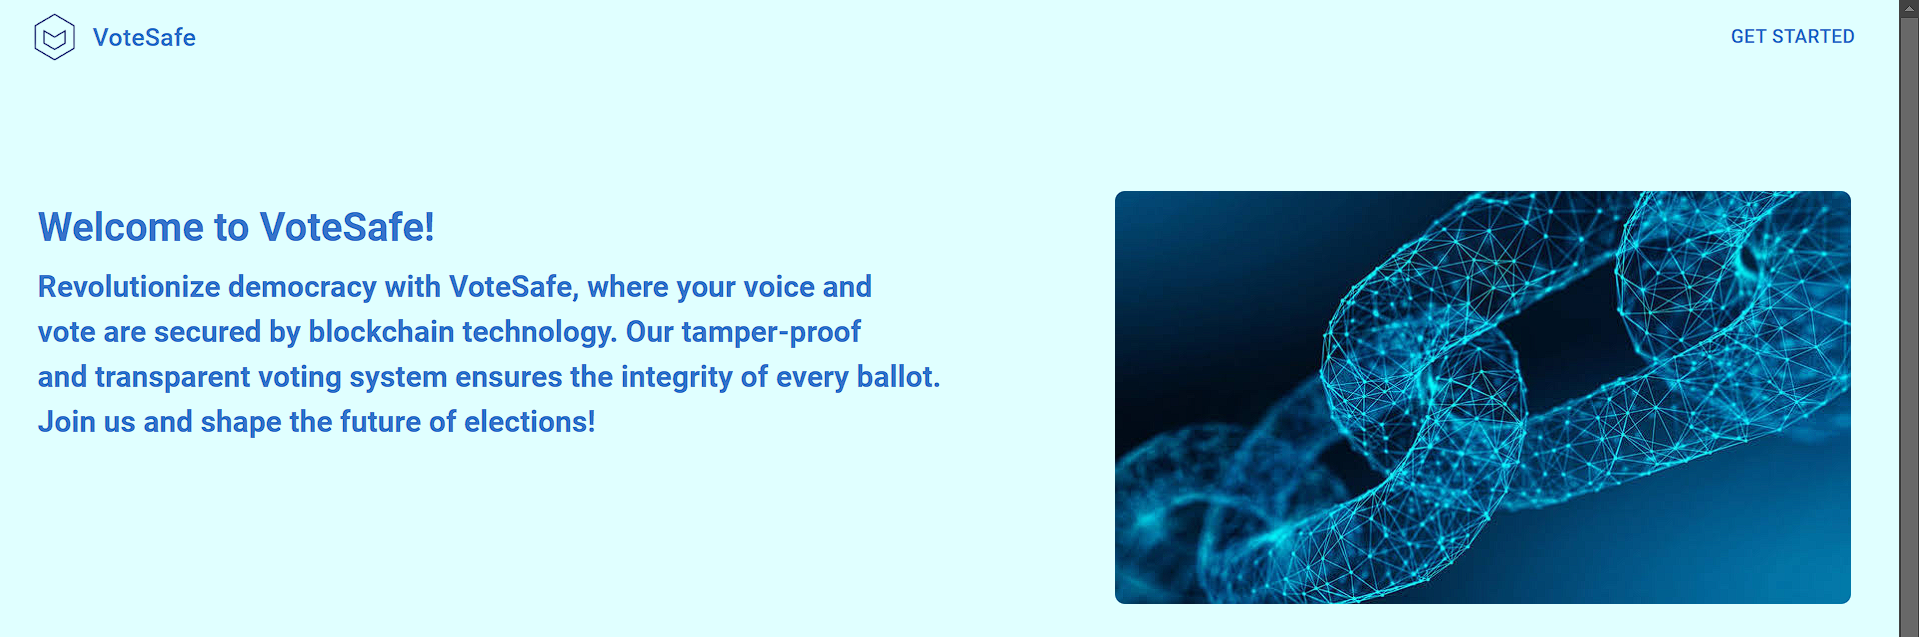 VoteSafe
GET STARTED
Welcome to VoteSafe!
Revolutionize democracy with VoteSafe, where your voice and
vote are secured by blockchain technology. Our tamper-proof
and transparent voting system ensures the integrity of every ballot.
Join us and shape the future of elections!